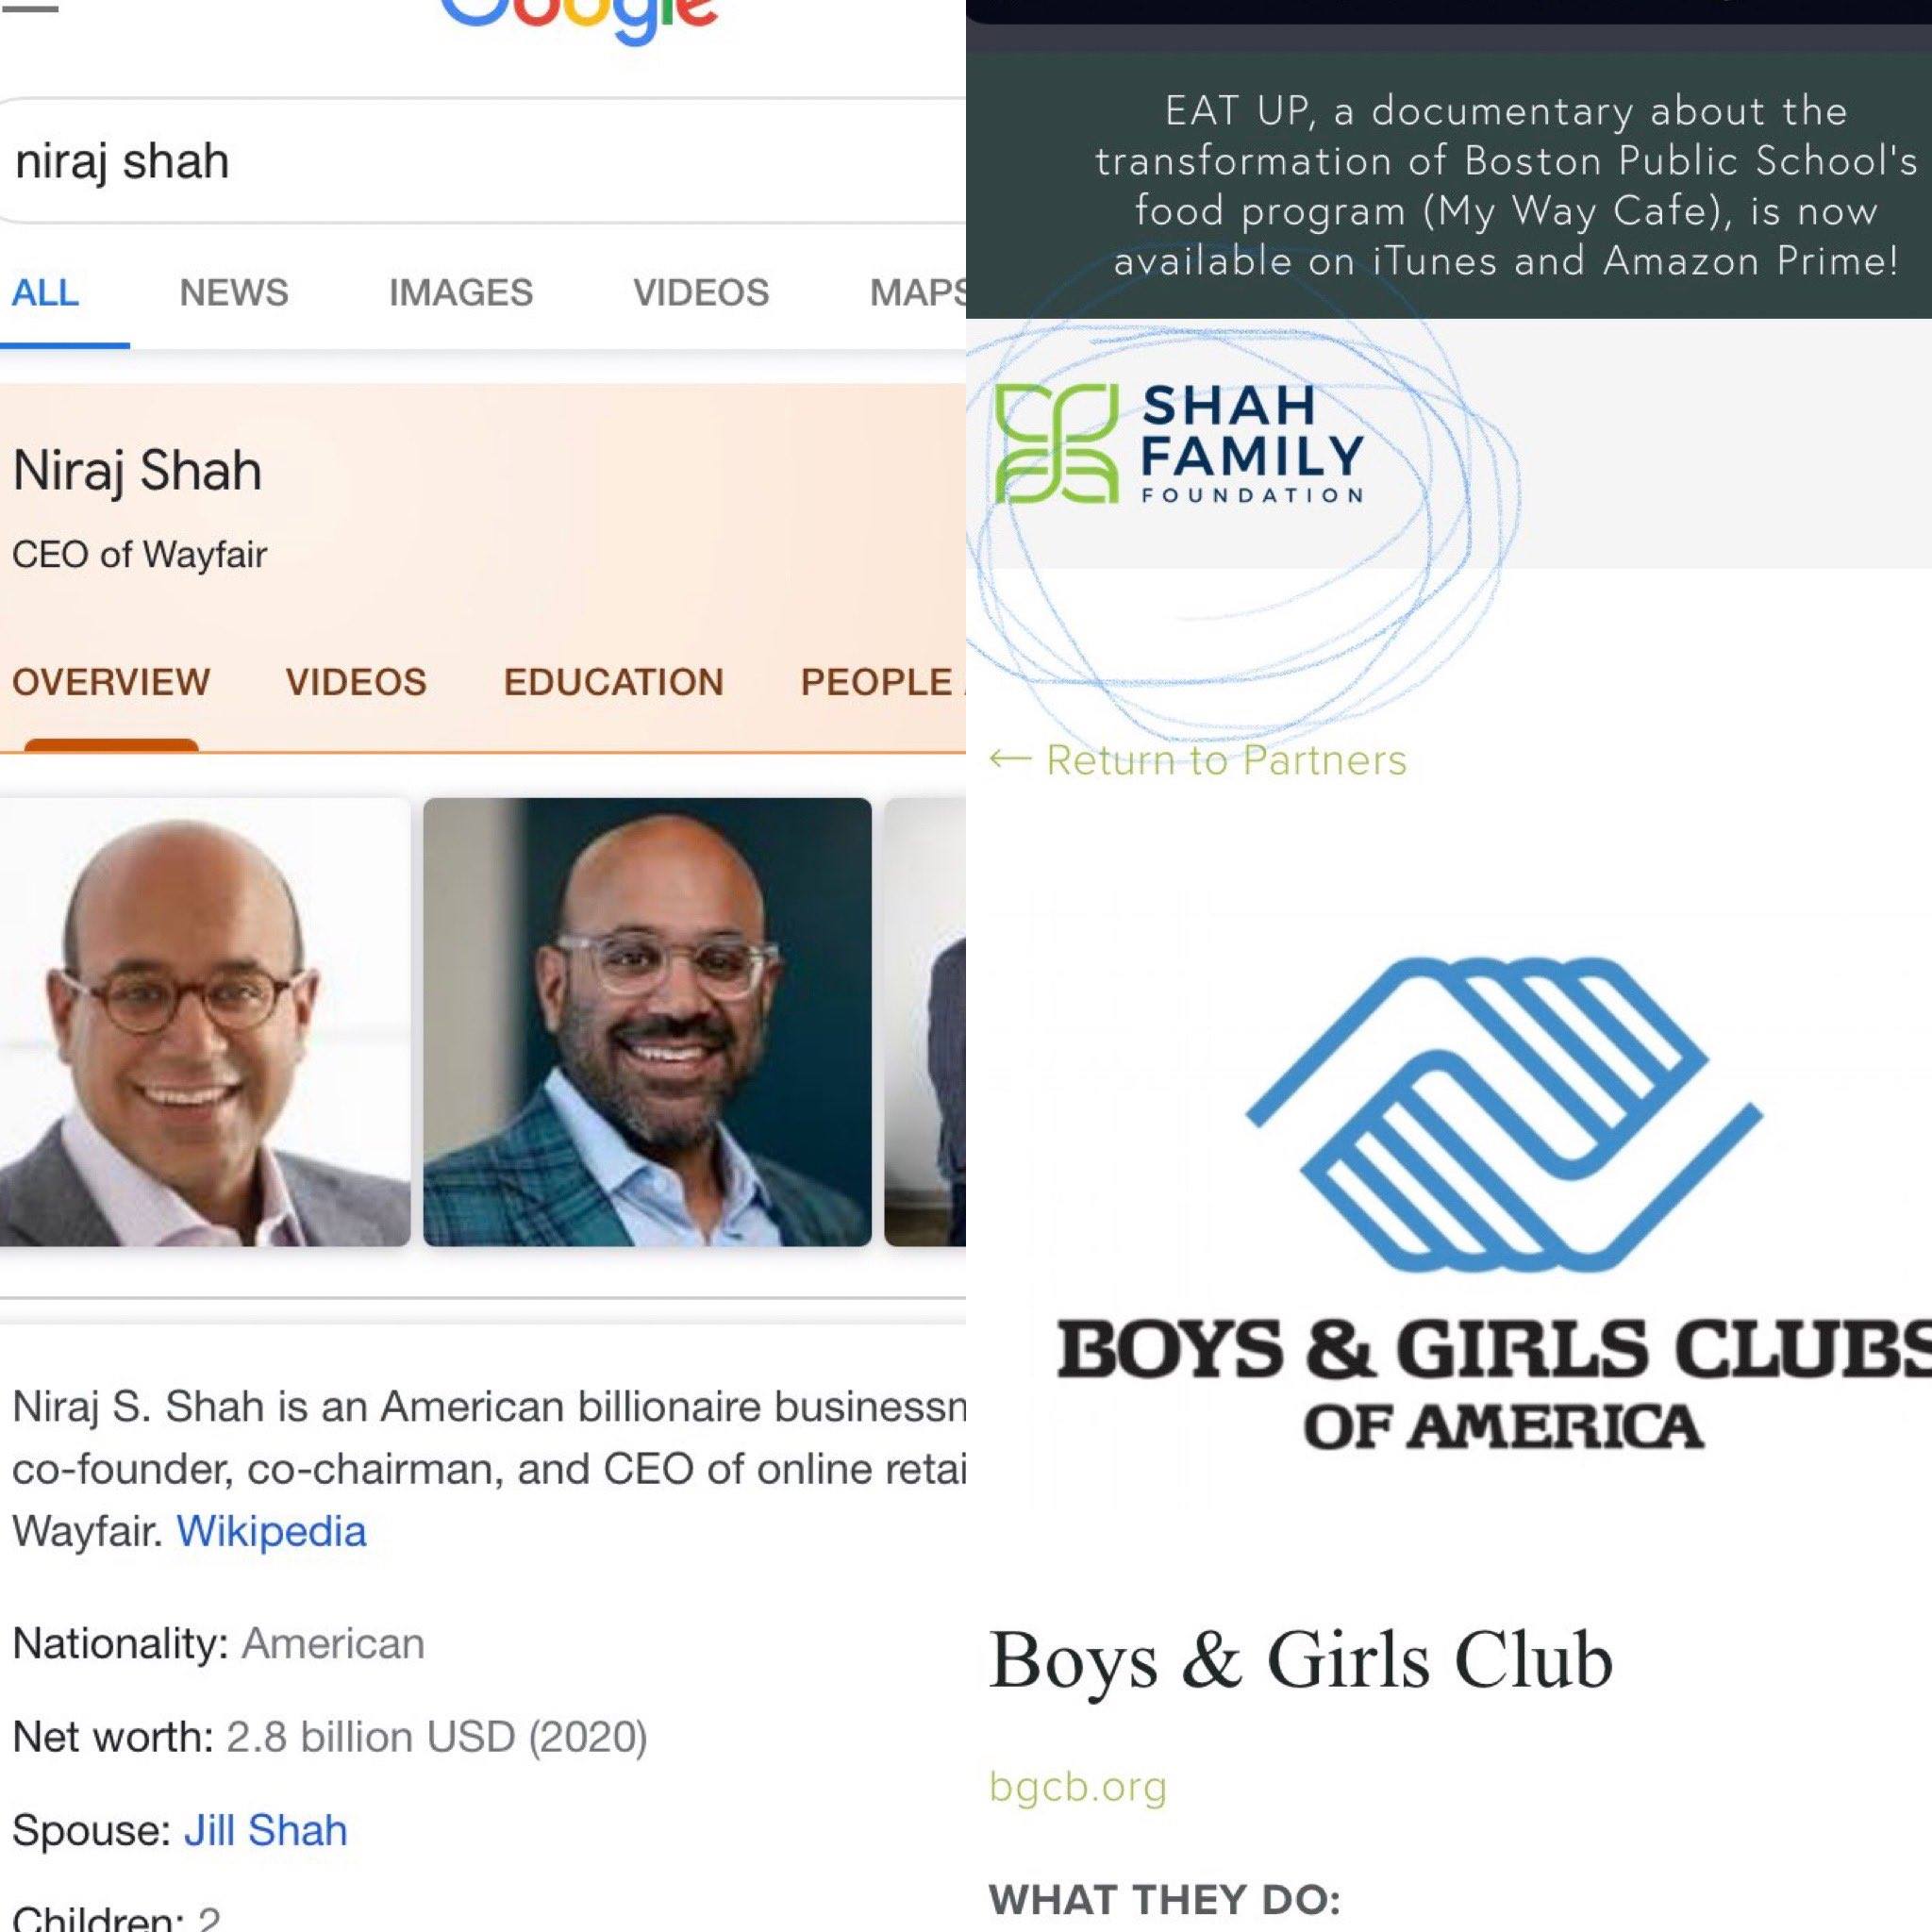 Google
niraj shah
ALL NEWS IMAGES VIDEOS MAPS
Niraj Shah
CEO of Wayfair
OVERVIEW VIDEOS EDUCATION PEOPLE
Niraj S. Shah is an American billionaire businessm
co-founder, co-chairman, and CEO of online retai
Wayfair. Wikipedia
Nationality: American
Net worth: 2.8 billion USD (2020)
Spouse: Jill Shah
Children: 2
EAT UP, a documentary about the
transformation of Boston Public School's
food program (My Way Cafe), is now
available on iTunes and Amazon Prime!
SHAH
FAMILY
FOUNDATION
← Return to Partners
BOYS & GIRLS CLUBS
OF AMERICA
Boys & Girls Club
bgcb.org
WHAT THEY DO: